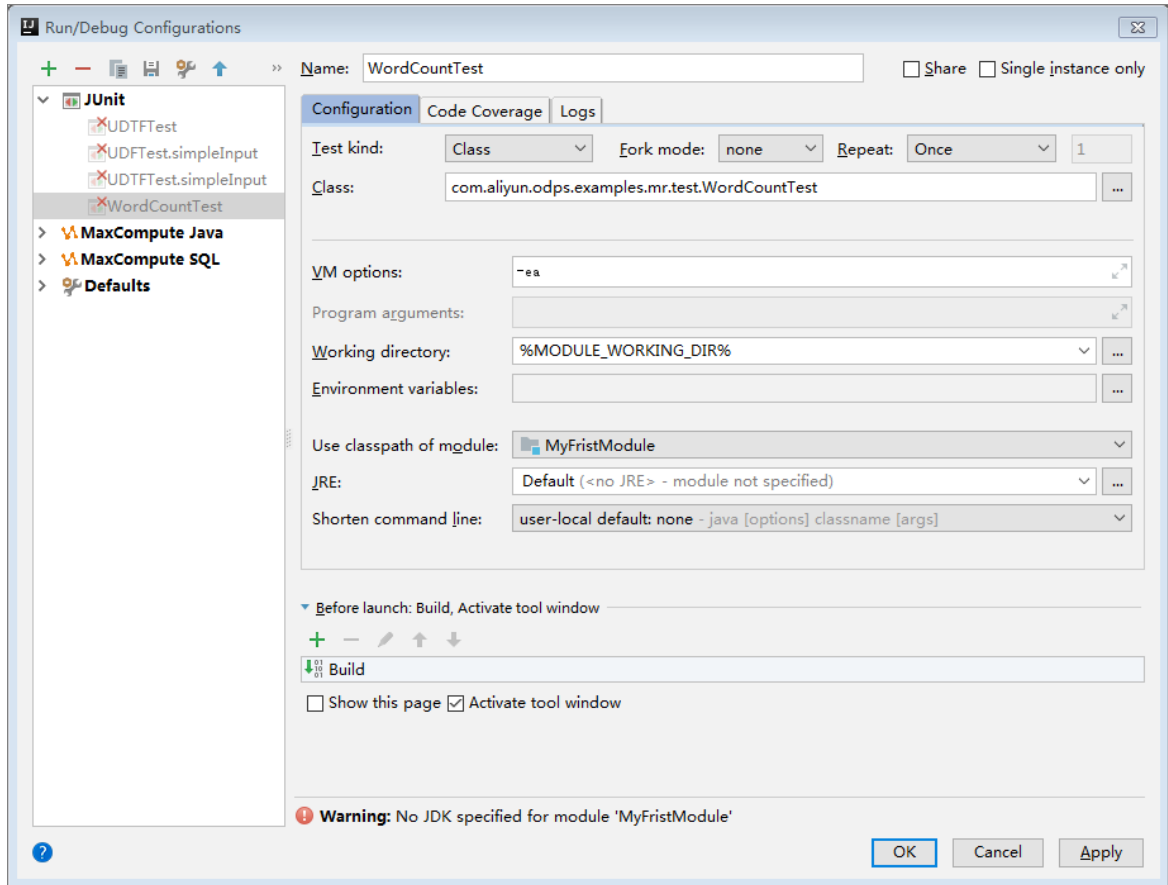 Run/Debug Configurations
Name: WordCountTest
Share
Single instance only
JUnit
UDTFTest
UDFTest.simpleInput
UDTFTest.simpleInput
WordCountTest
MaxCompute Java
MaxCompute SQL
Defaults
Configuration
Code Coverage
Logs
Test kind: Class
Fork mode: none
Repeat: Once
1
Class: com.aliyun.odps.examples.mr.test.WordCountTest
...
VM options: -ea
Program arguments:
Working directory: %MODULE_WORKING_DIR%
...
Environment variables:
...
Use classpath of module: MyFristModule
JRE: Default (<no JRE> - module not specified)
...
Shorten command line: user-local default: none - java [options] classname [args]
Before launch: Build, Activate tool window
Build
Show this page
Activate tool window
Warning: No JDK specified for module 'MyFristModule'
?
OK
Cancel
Apply